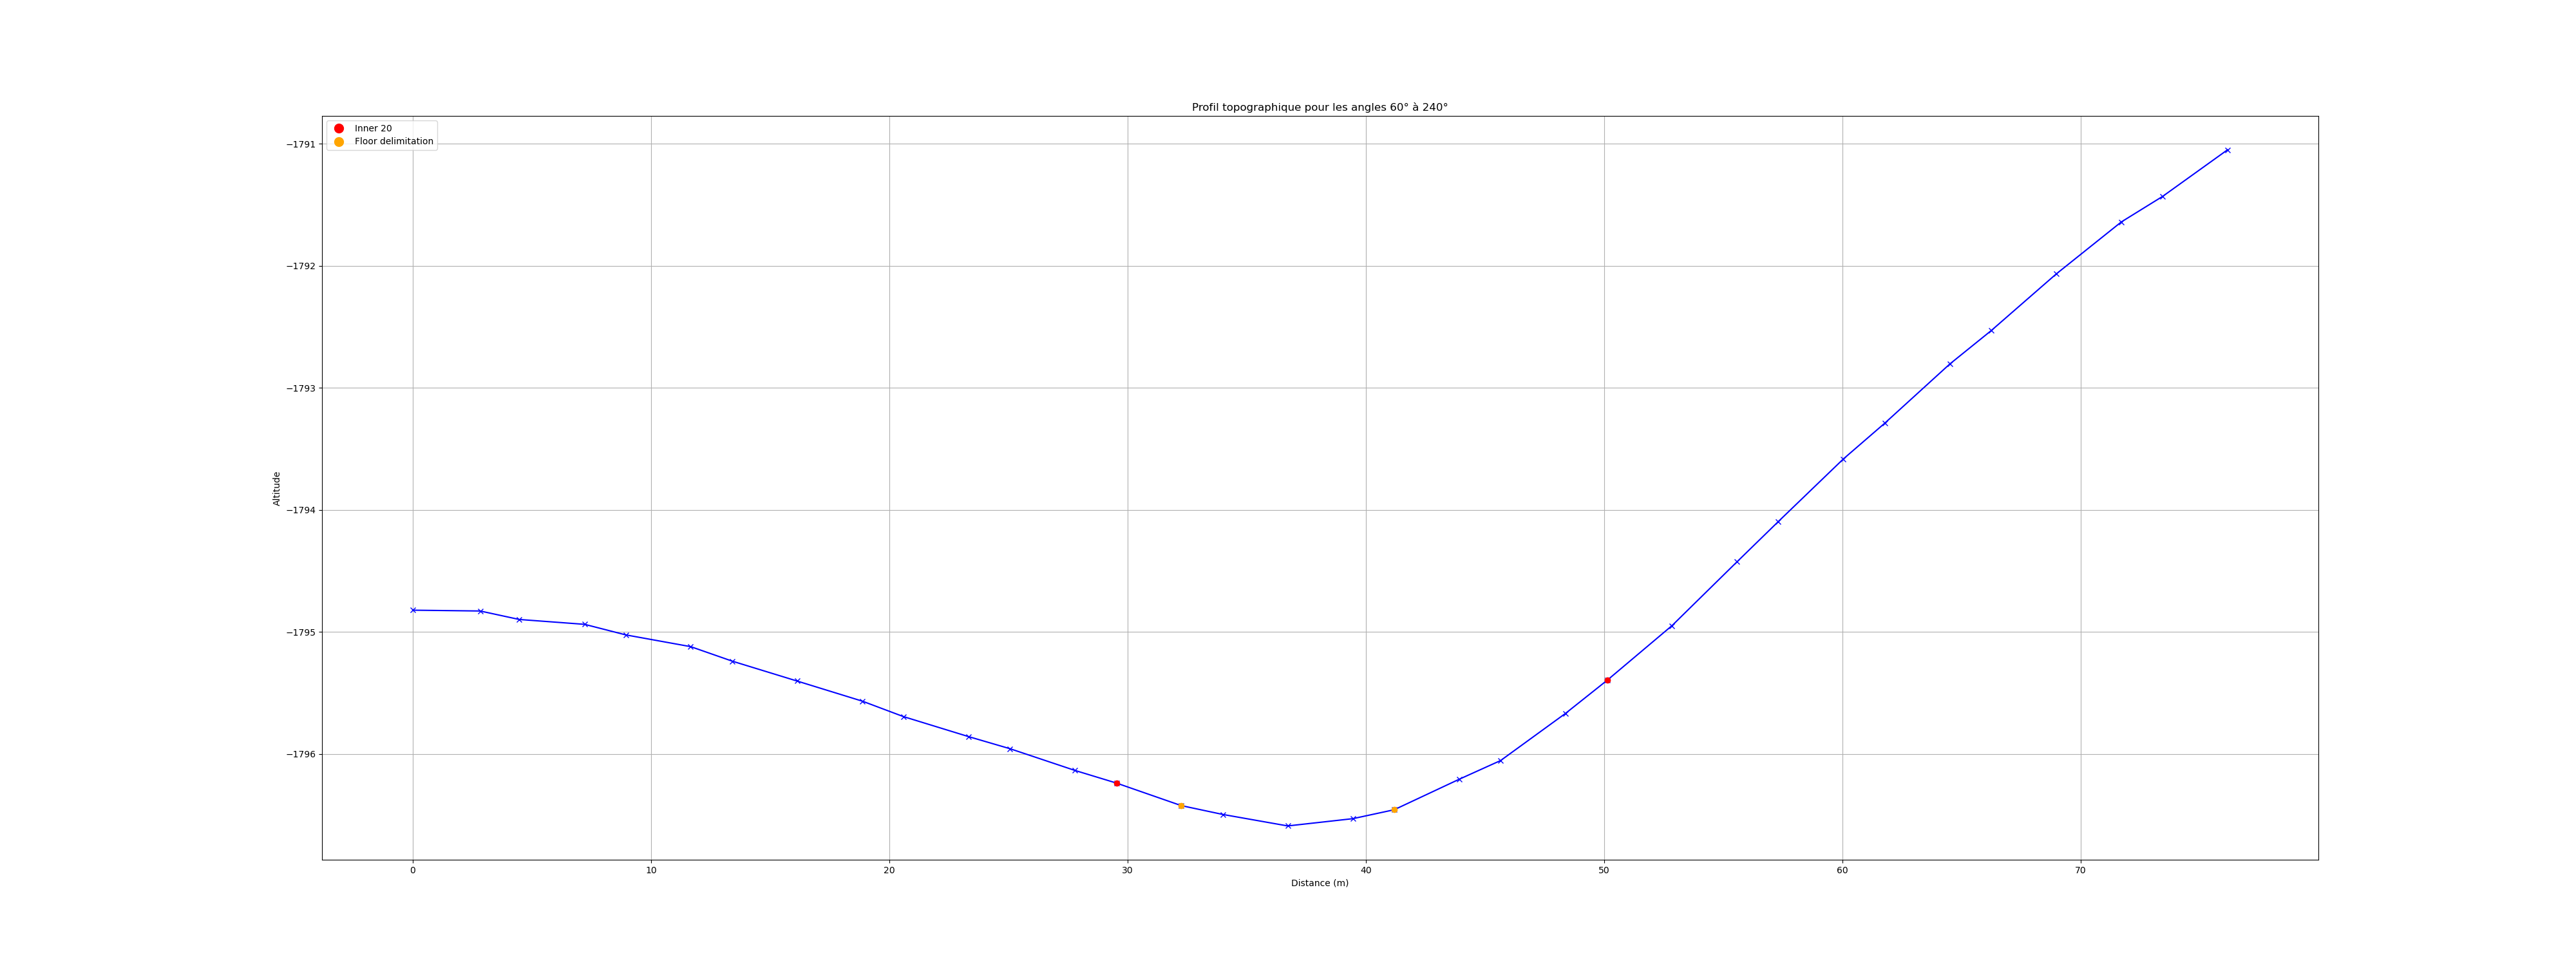 Profil topographique pour les angles 60° à 240°
Inner 20
Floor delimitation
−1791
−1792
−1793
−1794
−1795
−1796
Altitude
0 10 20 30 40 50 60 70
Distance (m)